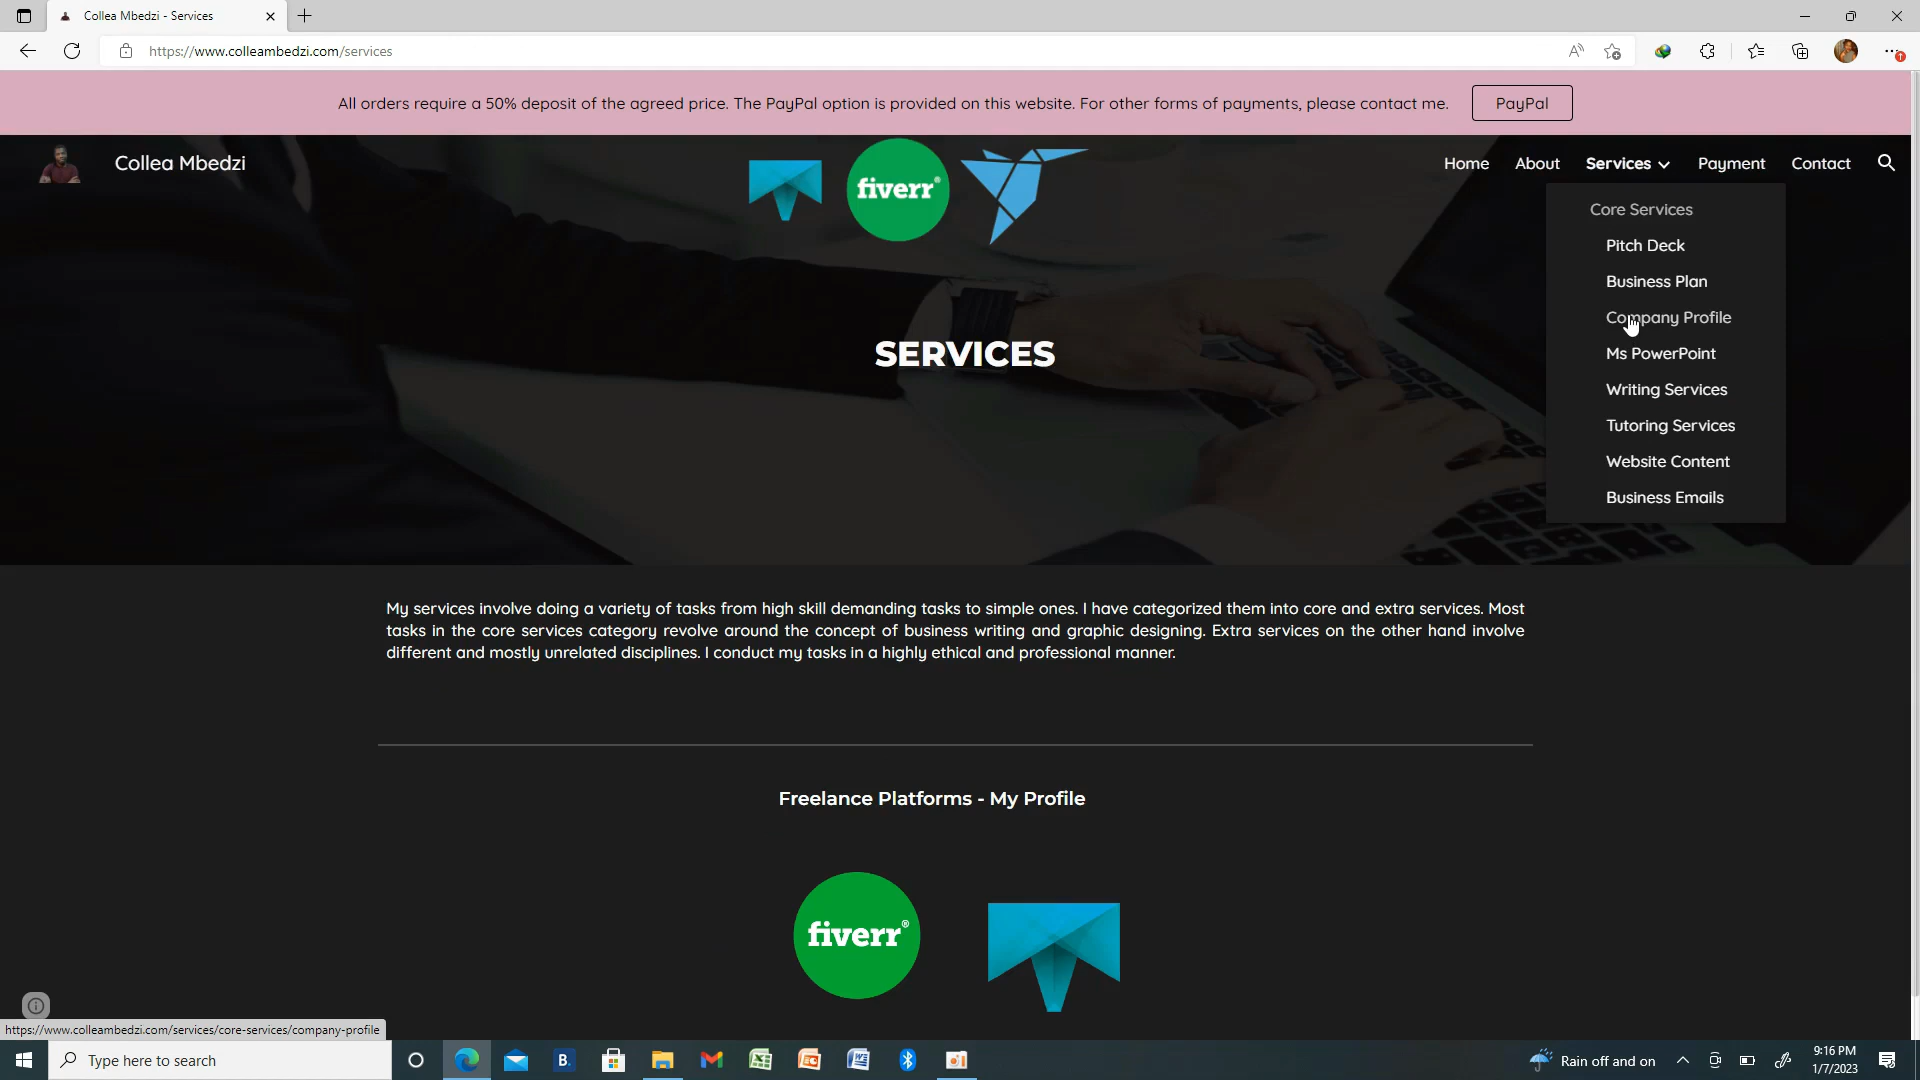 Collea Mbedzi - Services
https://www.colleambedzi.com/services
All orders require a 50% deposit of the agreed price. The PayPal option is provided on this website. For other forms of payments, please contact me.
PayPal
Collea Mbedzi
fiverr®
Home
About
Services
Payment
Contact
Core Services
Pitch Deck
Business Plan
Company Profile
Ms PowerPoint
Writing Services
Tutoring Services
Website Content
Business Emails
SERVICES
My services involve doing a variety of tasks from high skill demanding tasks to simple ones. I have categorized them into core and extra services. Most
tasks in the core services category revolve around the concept of business writing and graphic designing. Extra services on the other hand involve
different and mostly unrelated disciplines. I conduct my tasks in a highly ethical and professional manner.
Freelance Platforms - My Profile
fiverr®
https://www.colleambedzi.com/services/core-services/company-profile
Type here to search
B.
Rain off and on
9:16 PM
1/7/2023